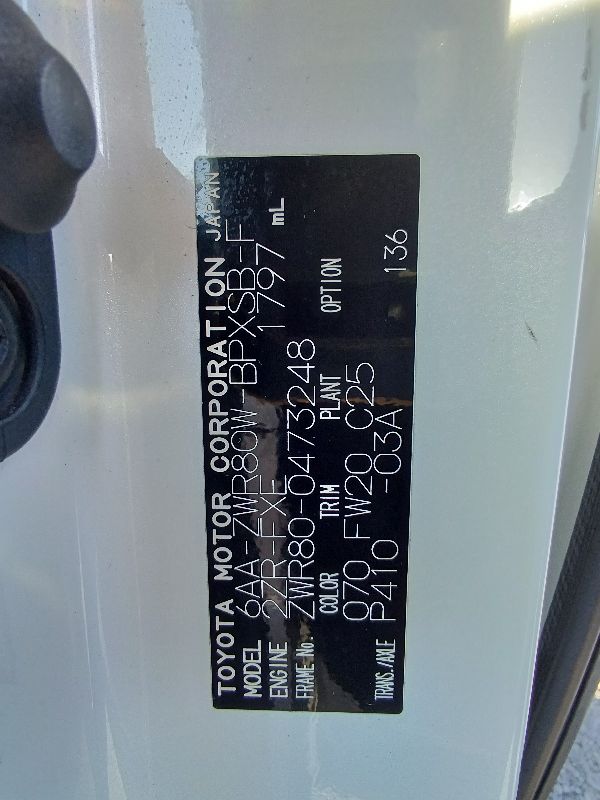 TOYOTA MOTOR CORPORATION JAPAN
MODEL 6AA-ZWR80W-BPXSB-F
ENGINE 2ZR-FXE 1797 mL
FRAME No. ZWR80-0473248
COLOR TRIM PLANT OPTION
070 FW20 C25
TRANS./AXLE P410 -03A 136